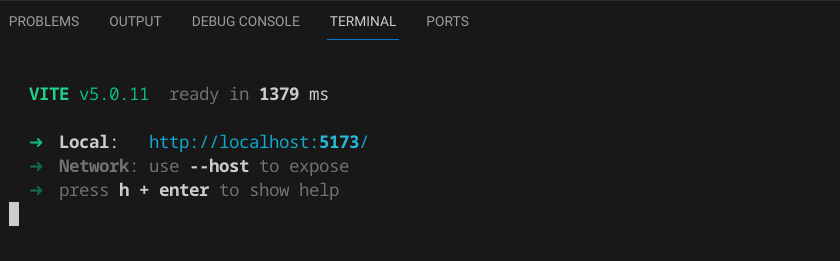 PROBLEMS OUTPUT DEBUG CONSOLE TERMINAL PORTS
VITE v5.0.11 ready in 1379 ms
➜ Local: http://localhost:5173/
➜ Network: use --host to expose
➜ press h + enter to show help